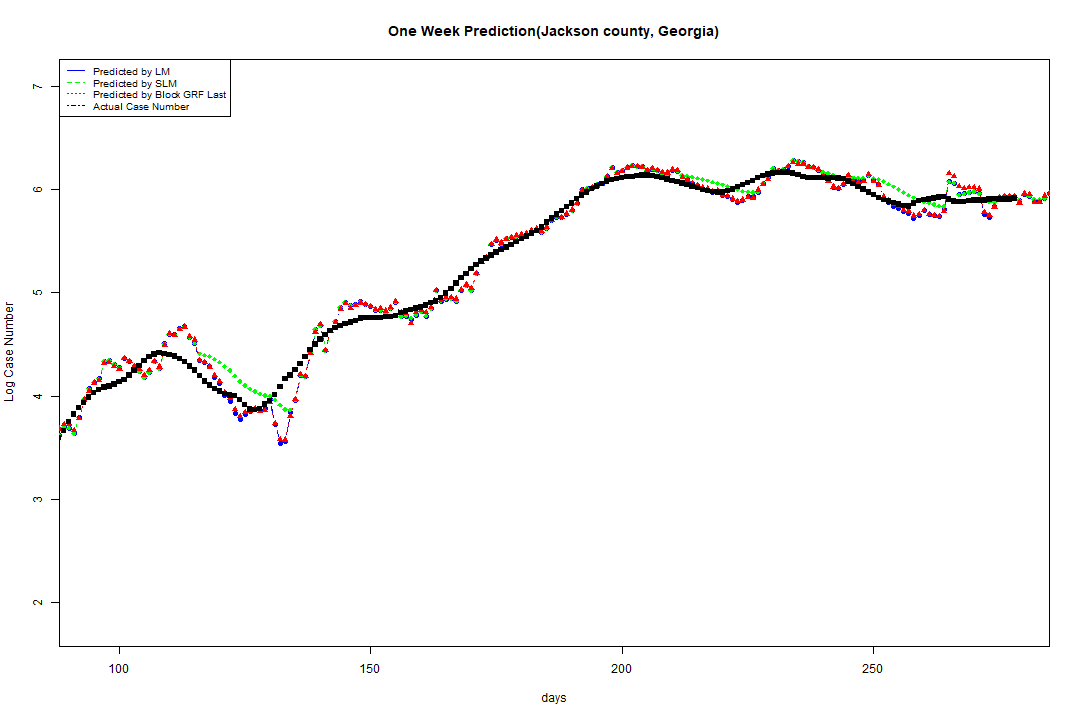 One Week Prediction(Jackson county, Georgia)
Predicted by LM
Predicted by SLM
Predicted by Block GRF Last
Actual Case Number
7
6
5
4
3
2
Log Case Number
100 150 200 250
days